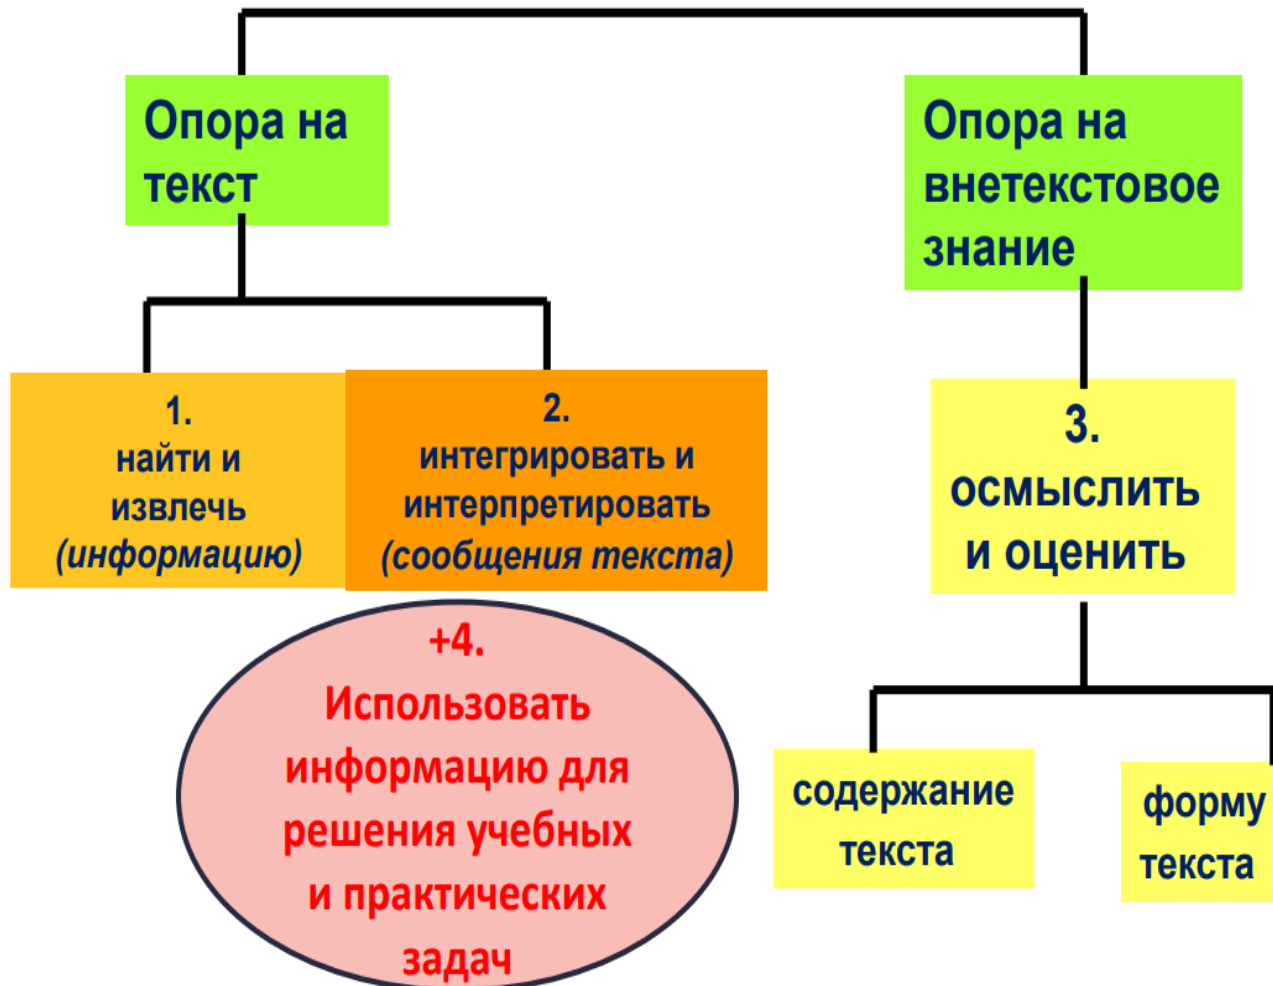 Опора на
текст
Опора на
внетекстовое
знание
1.
найти и
извлечь
(информацию)
2.
интегрировать и
интерпретировать
(сообщения текста)
3.
осмыслить
и оценить
+4.
Использовать
информацию для
решения учебных
и практических
задач
содержание
текста
форму
текста